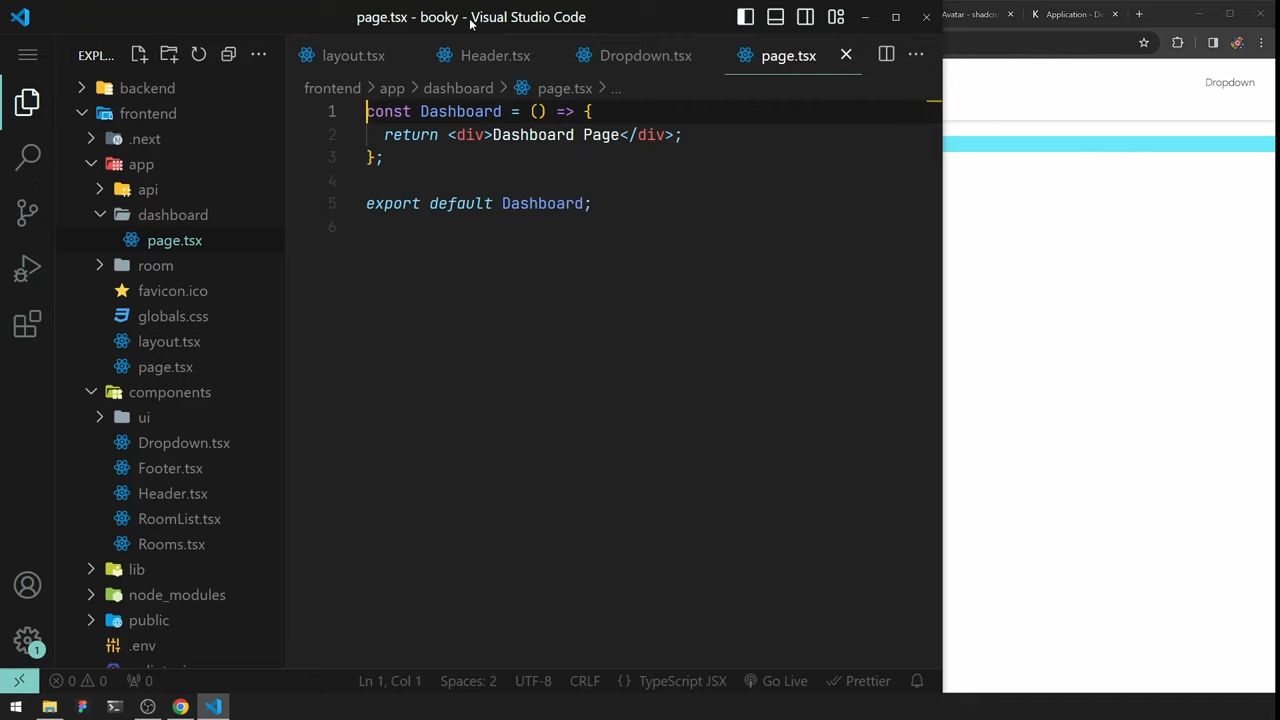 page.tsx - booky - Visual Studio Code
Avatar - shadcn
Application - De
EXPL...
layout.tsx
Header.tsx
Dropdown.tsx
page.tsx
Dropdown
backend
frontend
.next
app
api
dashboard
page.tsx
room
favicon.ico
globals.css
layout.tsx
page.tsx
components
ui
Dropdown.tsx
Footer.tsx
Header.tsx
RoomList.tsx
Rooms.tsx
lib
node_modules
public
.env
frontend > app > dashboard > page.tsx > ...
1 const Dashboard = () => {
2 return <div>Dashboard Page</div>;
3 };
4
5 export default Dashboard;
6
1
0 0 0
Ln 1, Col 1
Spaces: 2
UTF-8
CRLF
{ } TypeScript JSX
Go Live
Prettier